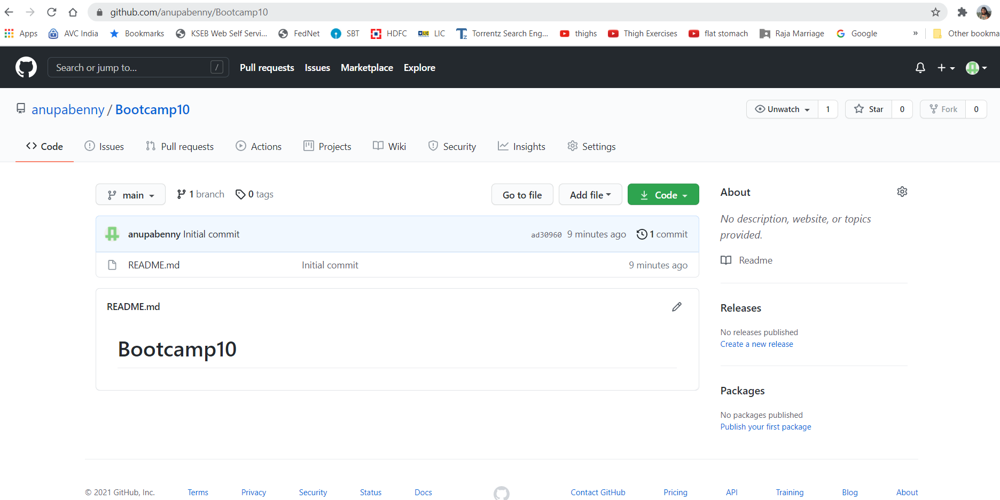 github.com/anupabenny/Bootcamp10
Apps AVC India Bookmarks KSEB Web Self Servi... FedNet SBT HDFC LIC LIC Torrentz Search Eng... thighs Thigh Exercises flat stomach Raja Marriage Google » Other bookma
Search or jump to... / Pull requests Issues Marketplace Explore
anupabenny / Bootcamp10 Unwatch 1 Star 0 Fork 0
Code Issues Pull requests Actions Projects Wiki Security Insights Settings
main 1 branch 0 tags Go to file Add file Code
anupabenny Initial commit ad30960 9 minutes ago 1 commit
README.md Initial commit 9 minutes ago
README.md
Bootcamp10
About
No description, website, or topics
provided.
Readme
Releases
No releases published
Create a new release
Packages
No packages published
Publish your first package
© 2021 GitHub, Inc. Terms Privacy Security Status Docs Contact GitHub Pricing API Training Blog About